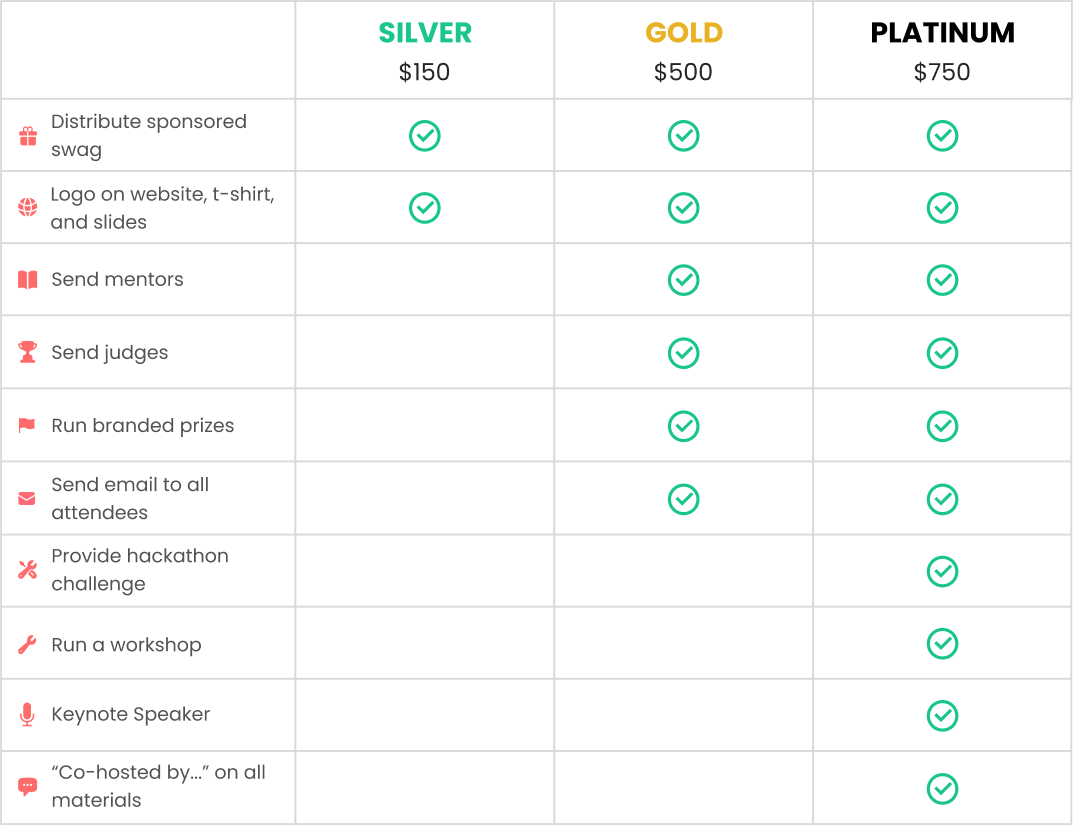 SILVER
GOLD
PLATINUM
$150
$500
$750
Distribute sponsored
swag
Logo on website, t-shirt,
and slides
Send mentors
Send judges
Run branded prizes
Send email to all
attendees
Provide hackathon
challenge
Run a workshop
Keynote Speaker
“Co-hosted by...” on all
materials